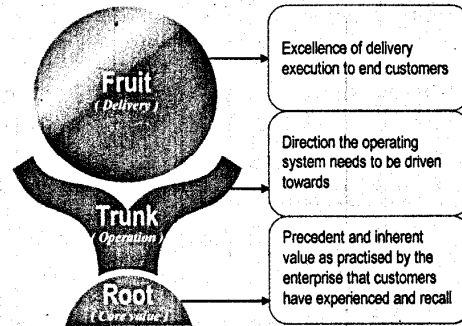 Fruit
( Delivery )
Excellence of delivery
execution to end customers
Trunk
( Operation )
Direction the operating
system needs to be driven
towards
Root
( Core value )
Precedent and inherent
value as practised by the
enterprise that customers
have experienced and recall